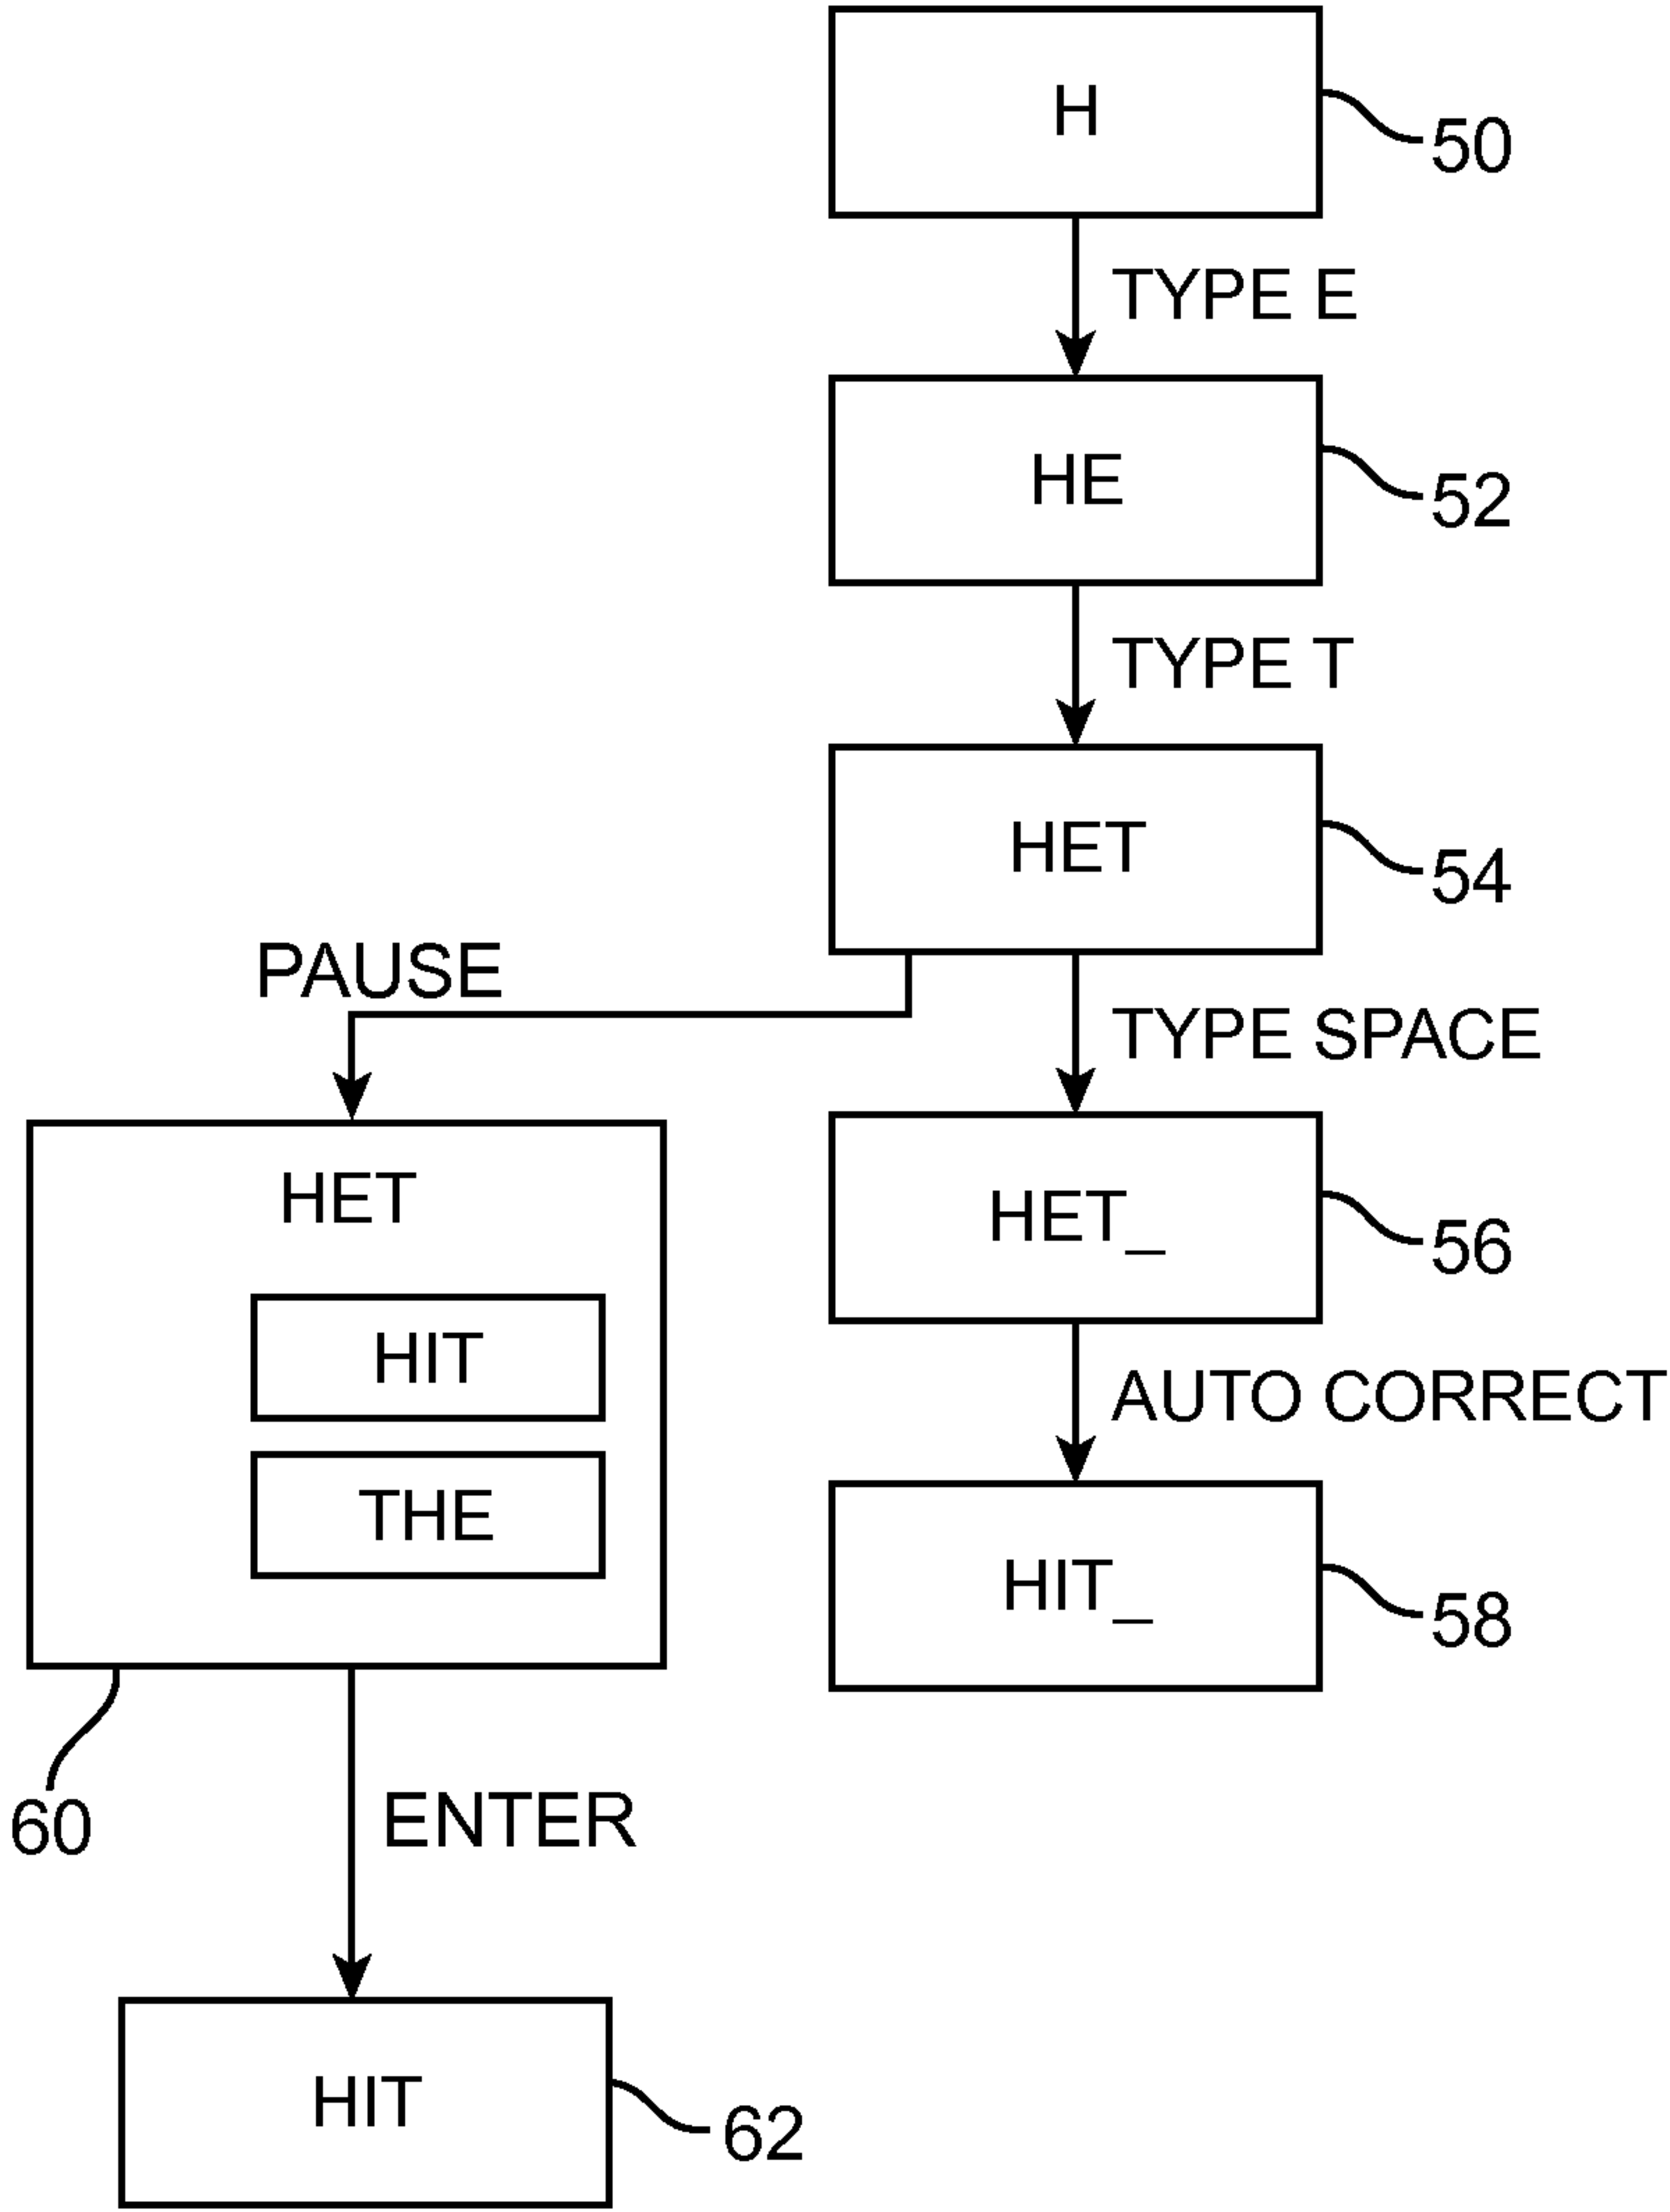 H
50
TYPE E
HE
52
TYPE T
HET
54
PAUSE
TYPE SPACE
HET
HIT
THE
60
HET_
56
AUTO CORRECT
HIT_
58
ENTER
HIT
62